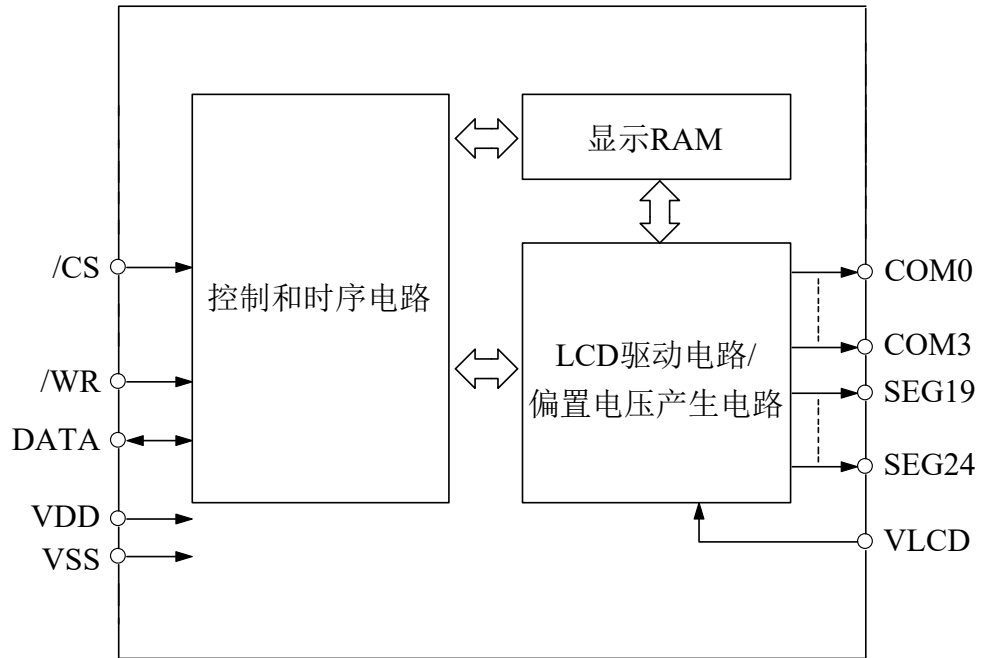 显示RAM
/CS
控制和时序电路
COM0
COM3
LCD驱动电路/
偏置电压产生电路
/WR
SEG19
DATA
SEG24
VDD
VLCD
VSS